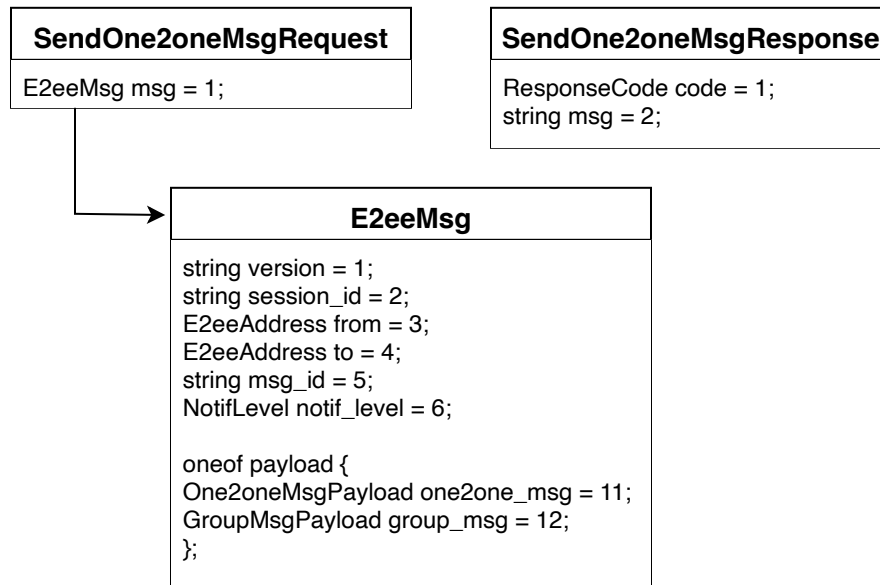 SendOne2oneMsgRequest
E2eeMsg msg = 1;
SendOne2oneMsgResponse
ResponseCode code = 1;
string msg = 2;
E2eeMsg
string version = 1;
string session_id = 2;
E2eeAddress from = 3;
E2eeAddress to = 4;
string msg_id = 5;
NotifLevel notif_level = 6;
oneof payload {
One2oneMsgPayload one2one_msg = 11;
GroupMsgPayload group_msg = 12;
};